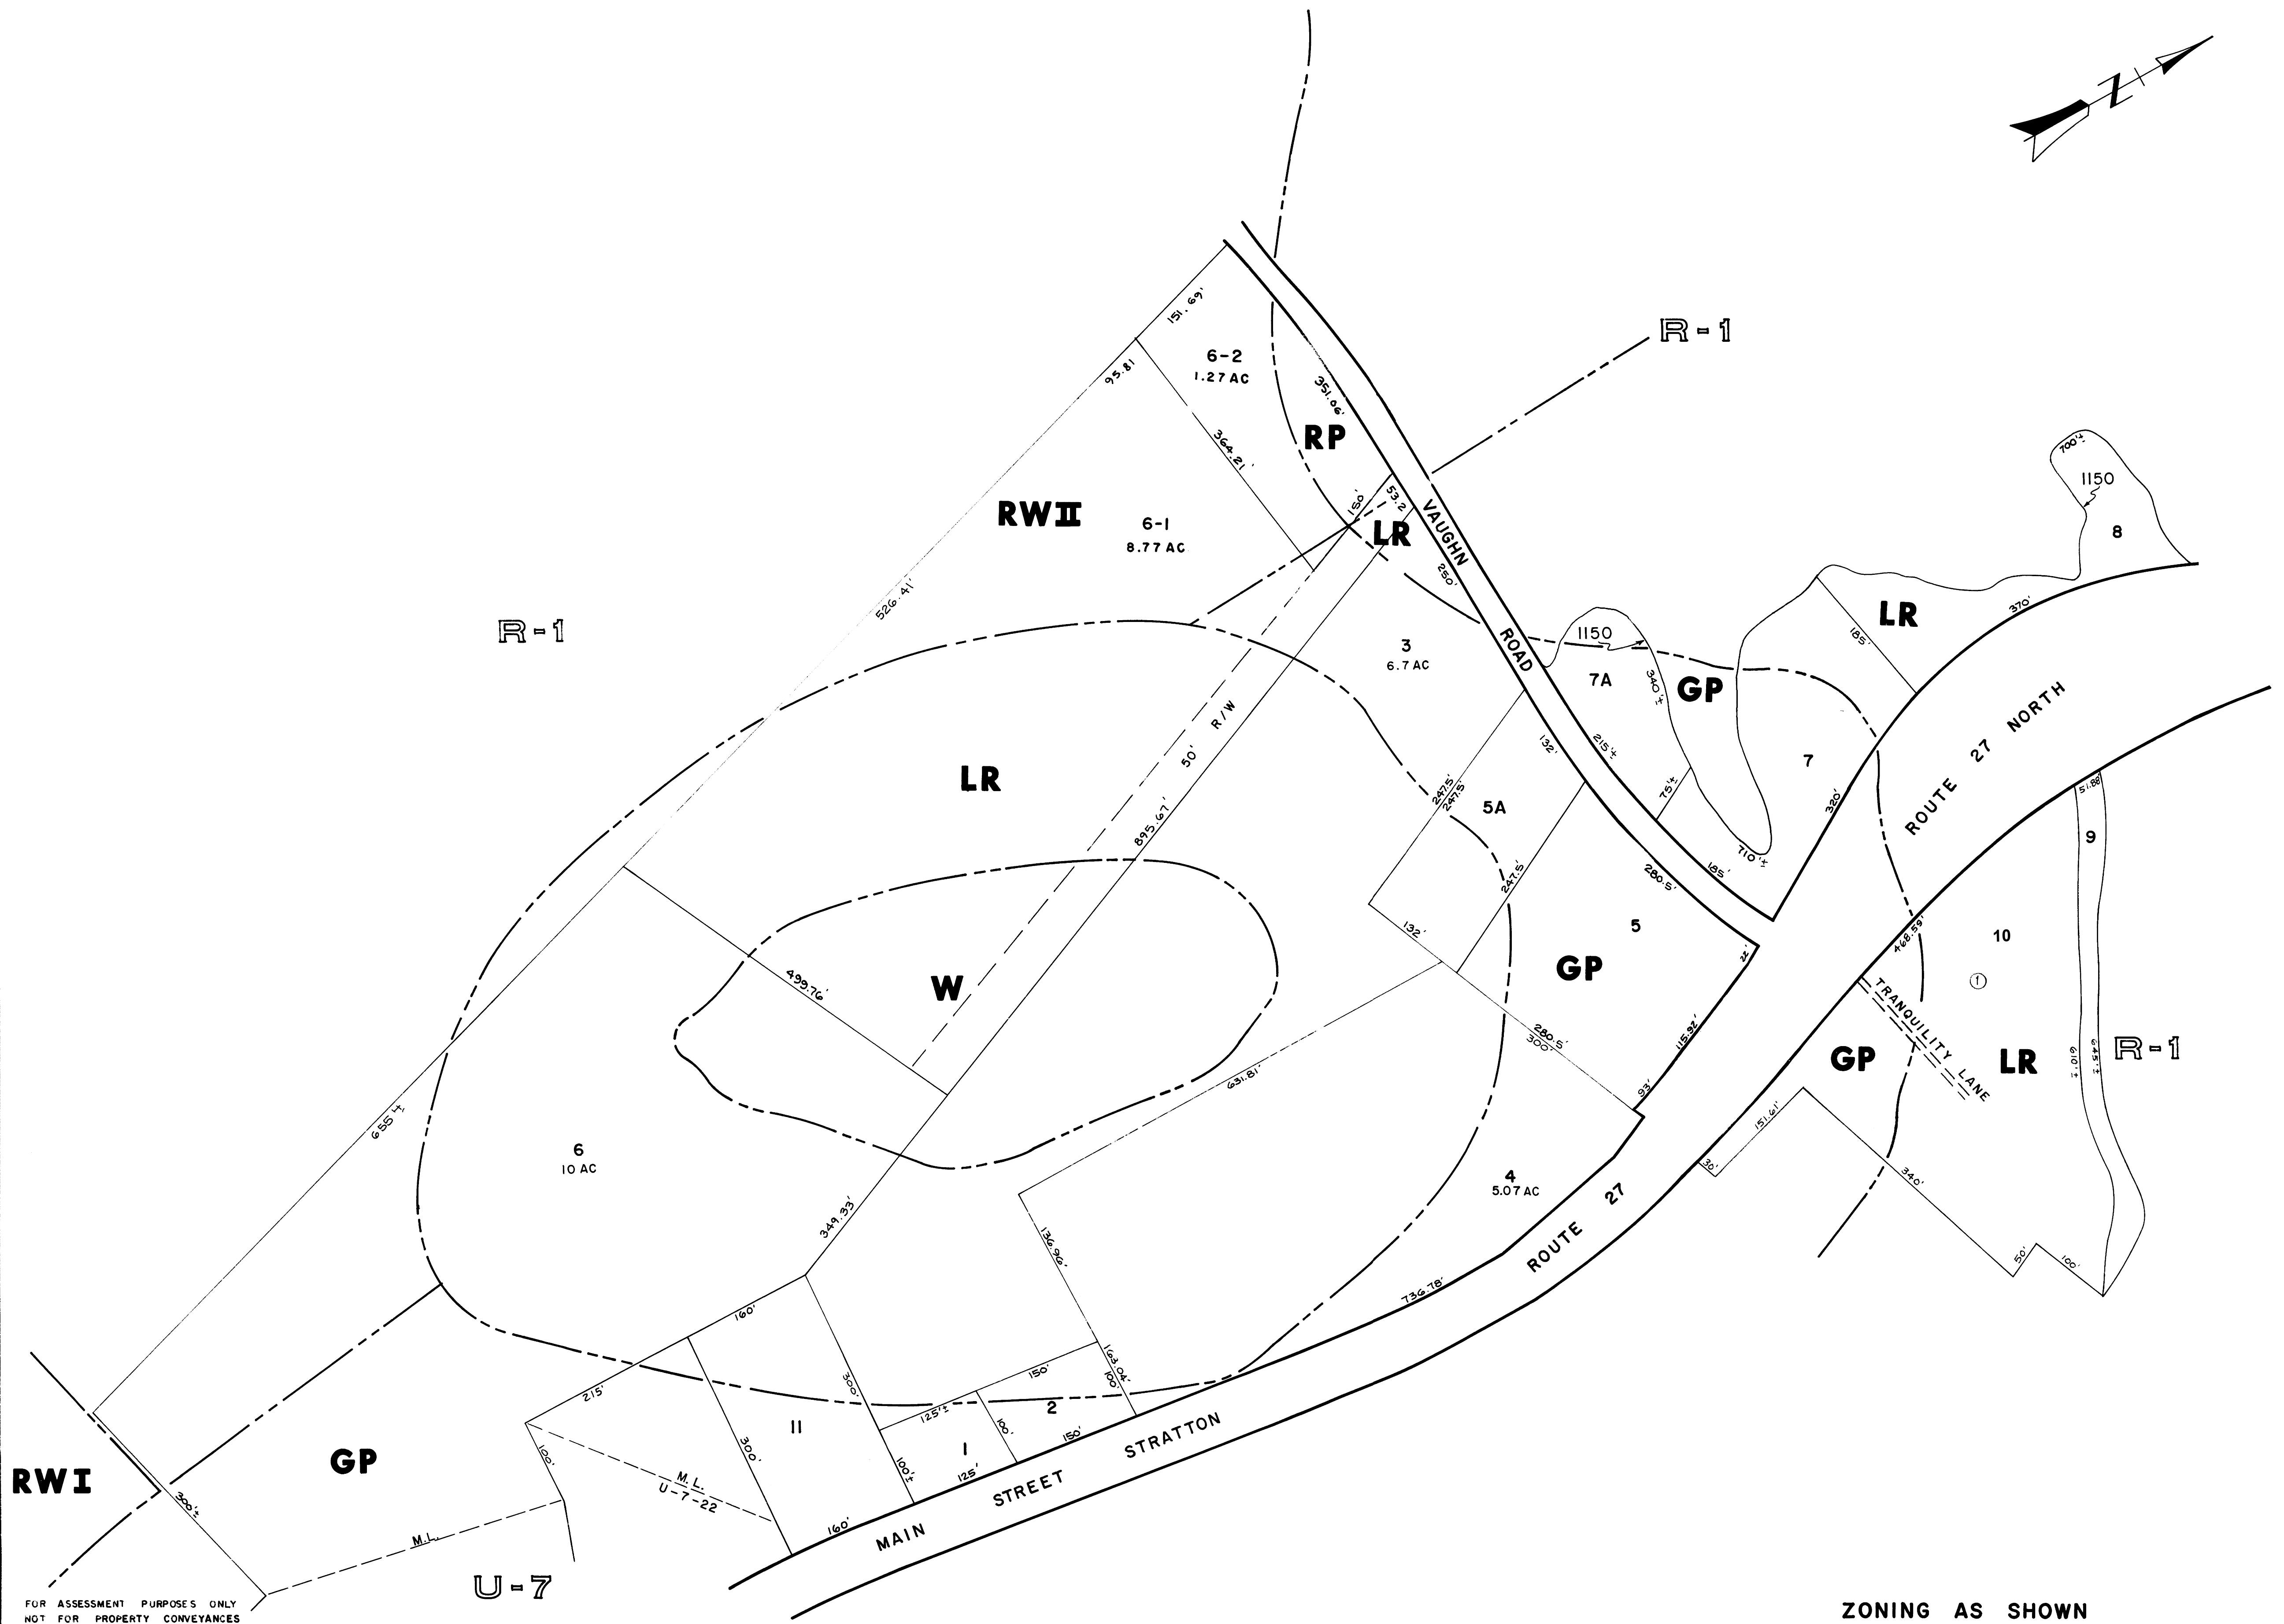 N
R-1
151.69'
95.81
6-2
1.27 AC
351.06'
RP
364.21'
700'±
1150
8
RWII
6-1
8.77 AC
150'
53.2
LR
VAUGHN
ROAD
250'
526.41'
R-1
3
6.7 AC
1150
7A
340'±
GP
LR
185'
370'
50' R/W
132'
215'±
75'±
7
320'
ROUTE 27 NORTH
LR
895.67'
247.5'
247.5'
5A
247.5'
280.5'
710'±
185'
51.88'
9
132'
5
22'
468.59'
10
1
499.76'
W
GP
TRANQUILITY LANE
280.5'
300'
115.92'
93'
GP
LR
610'±
645'±
R-1
631.81'
655'±
6
10 AC
349.33'
136.96'
4
5.07 AC
30'
151.61'
340'
50'
100'
ROUTE 27
736.78'
160'
163.04'
100'
150'
300'
215'
125'±
2
100'
150'
11
1
300'
100'±
125'
160'
MAIN STREET STRATTON
RWI
GP
300'±
100'
M.L.
U-7-22
M.L.
U-7
FOR ASSESSMENT PURPOSES ONLY
NOT FOR PROPERTY CONVEYANCES
ZONING AS SHOWN